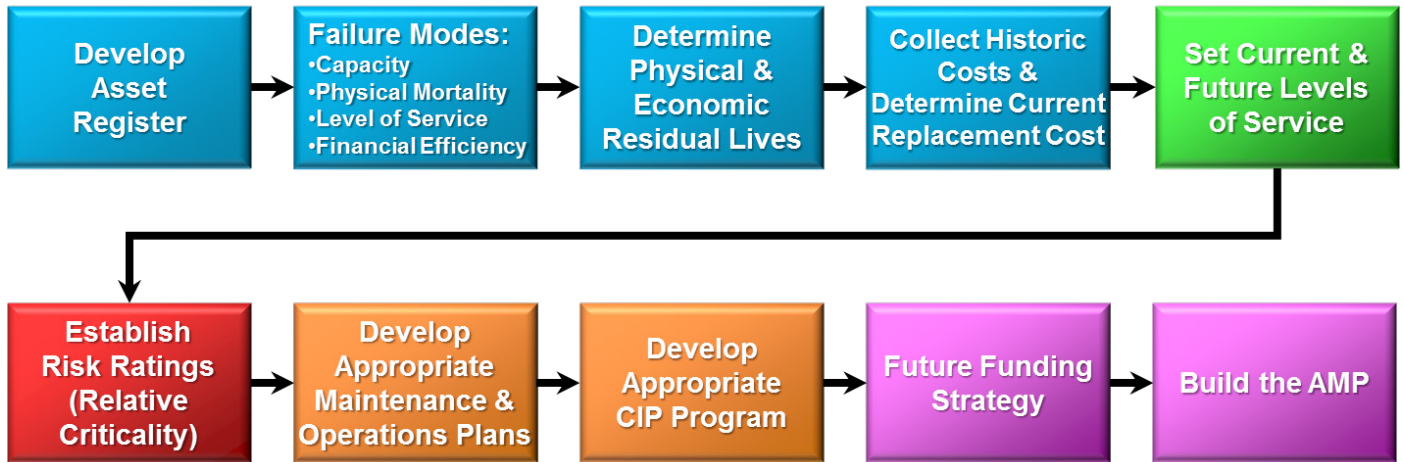 Develop
Asset
Register
Failure Modes:
•Capacity
•Physical Mortality
•Level of Service
•Financial Efficiency
Determine
Physical &
Economic
Residual Lives
Collect Historic
Costs &
Determine Current
Replacement Cost
Set Current &
Future Levels
of Service
Establish
Risk Ratings
(Relative
Criticality)
Develop
Appropriate
Maintenance &
Operations Plans
Develop
Appropriate
CIP Program
Future Funding
Strategy
Build the AMP